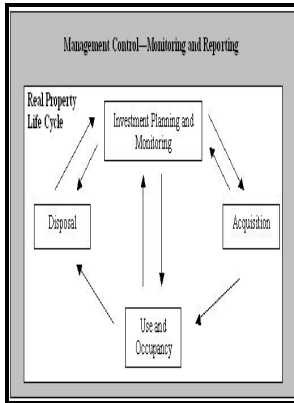 Management Control—Monitoring and Reporting
Real Property
Life Cycle
Investment Planning and
Monitoring
Disposal
Acquisition
Use and
Occupancy